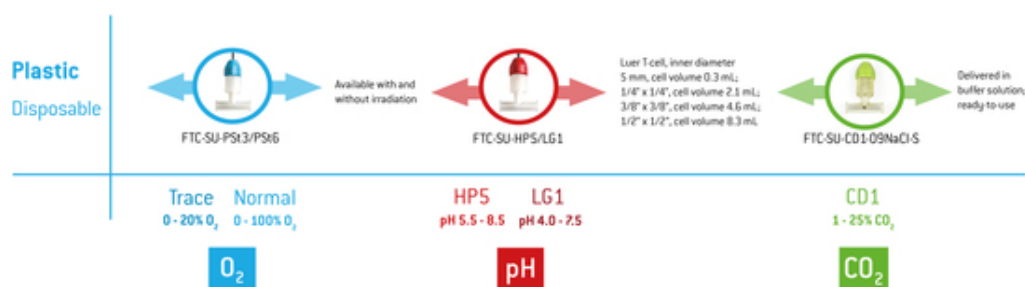 Plastic
Disposable
Available with and
without irradiation
Luer T-cell, inner diameter
5 mm, cell volume 0.3 mL;
1/4" x 1/4", cell volume 2.1 mL;
3/8" x 3/8", cell volume 4.6 mL;
1/2" x 1/2", cell volume 8.3 mL
Delivered in
buffer solution;
ready-to-use
FTC-SU-PSt3/PSt6
FTC-SU-HP5/LG1
FTC-SU-CD1-09NaCl-S
Trace Normal
0 - 20% O₂ 0 - 100% O₂
HP5 LG1
pH 5.5 - 8.5 pH 4.0 - 7.5
CD1
1 - 25% CO₂
O₂
pH
CO₂